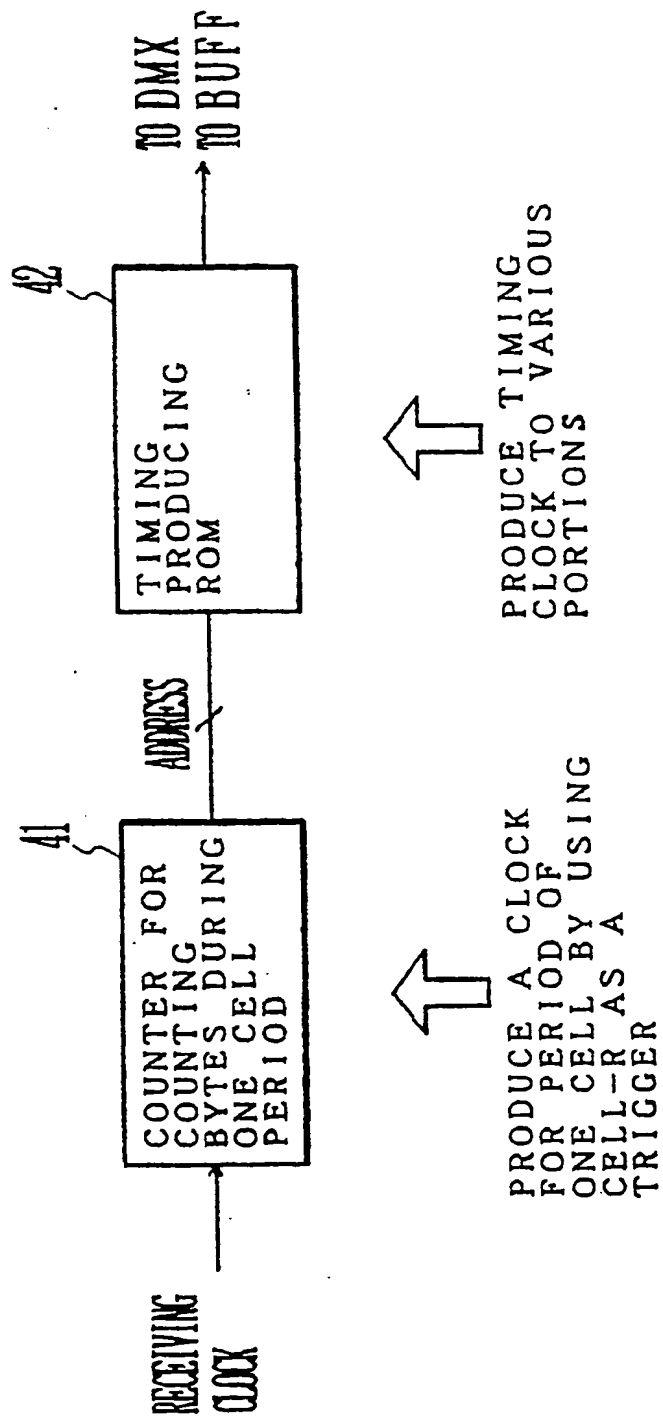 RECEIVING
CLOCK
41
COUNTER FOR
COUNTING
BYTES DURING
ONE CELL
PERIOD
ADDRESS
42
TIMING
PRODUCING
ROM
TO DMX
TO BUFF
PRODUCE A CLOCK
FOR PERIOD OF
ONE CELL BY USING
CELL-R AS A
TRIGGER
PRODUCE TIMING
CLOCK TO VARIOUS
PORTIONS